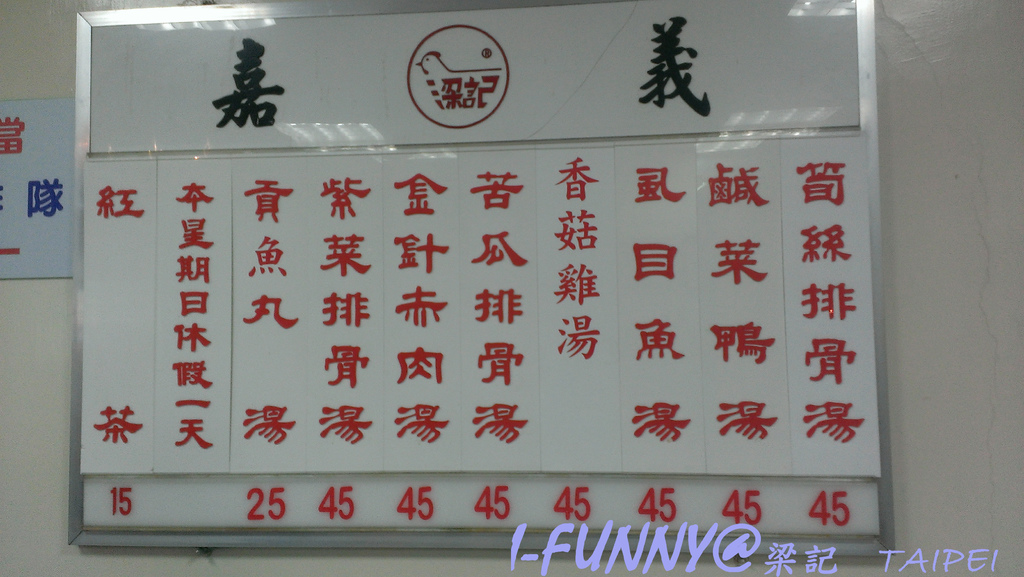 嘉 義
梁記®
筍絲排骨湯 45
鹹菜鴨湯 45
虱目魚湯 45
香菇雞湯 45
苦瓜排骨湯 45
金針赤肉湯 45
紫菜排骨湯 45
貢魚丸湯 25
本星期日休假一天
紅茶 15
當
隊
I-FUNNY@梁記 TAIPEI